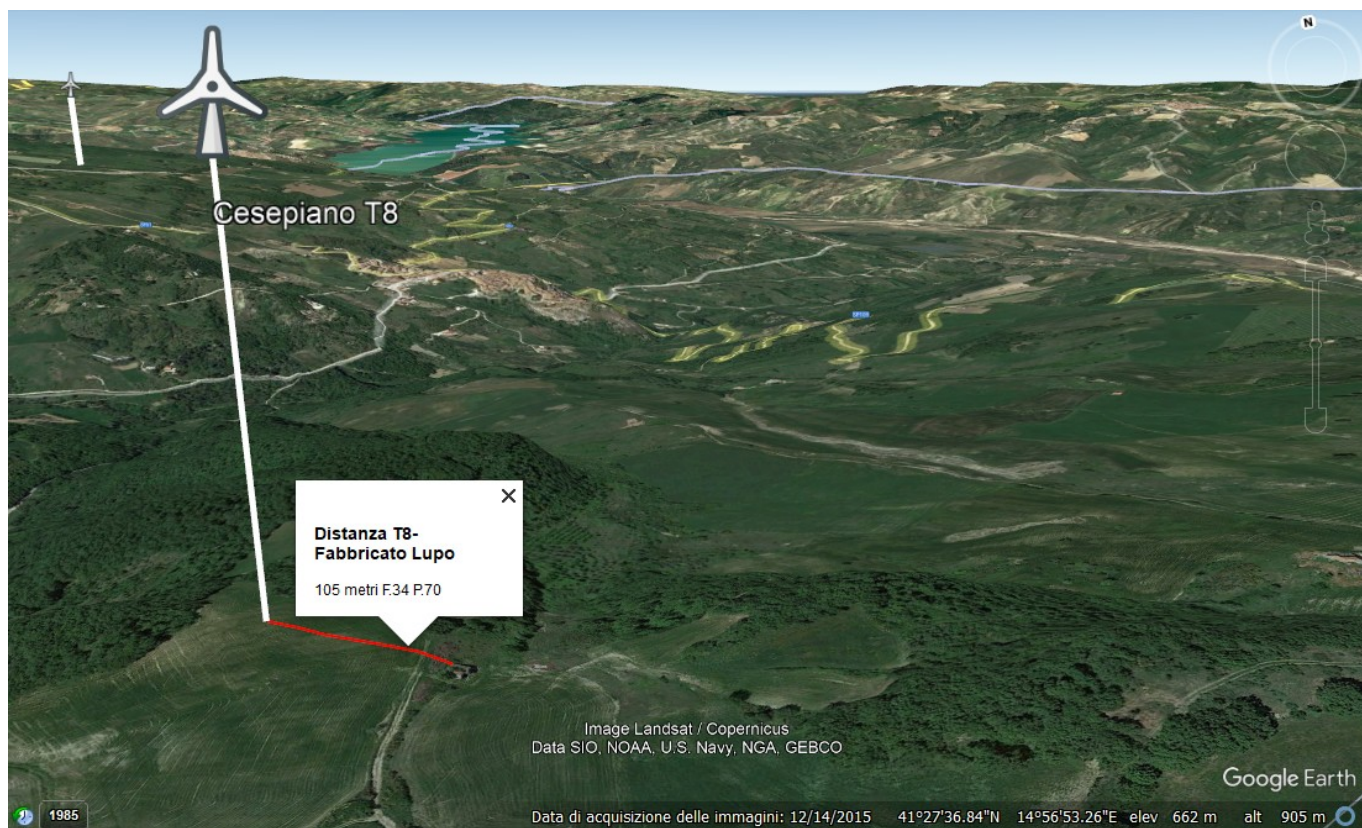 N
Cesepiano T8
Distanza T8-
Fabbricato Lupo
105 metri F.34 P.70
Image Landsat / Copernicus
Data SIO, NOAA, U.S. Navy, NGA, GEBCO
Google Earth
1985
Data di acquisizione delle immagini: 12/14/2015 41°27'36.84"N 14°56'53.26"E elev 662 m alt 905 m